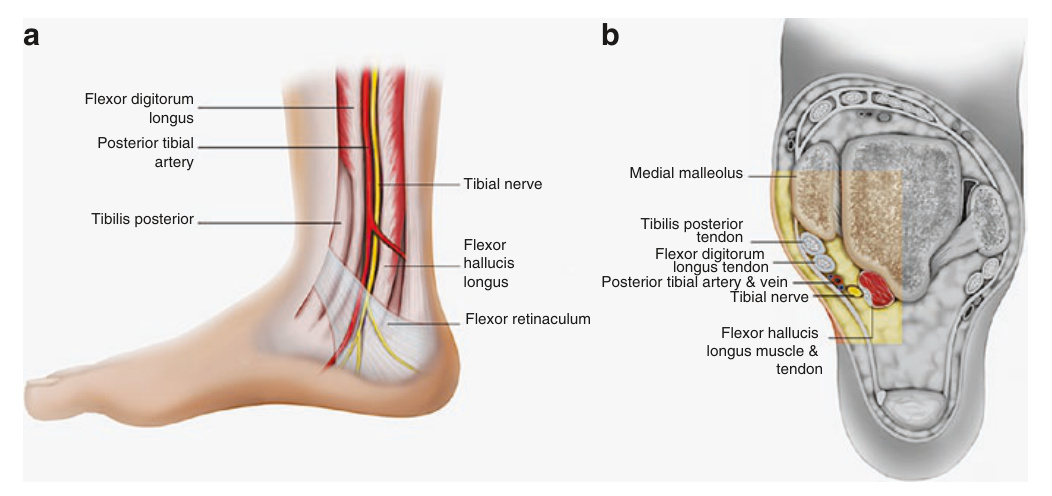 a
Flexor digitorum
longus
Posterior tibial
artery
Tibilis posterior
Tibial nerve
Flexor
hallucis
longus
Flexor retinaculum
b
Medial malleolus
Tibilis posterior
tendon
Flexor digitorum
longus tendon
Posterior tibial artery & vein
Tibial nerve
Flexor hallucis
longus muscle &
tendon